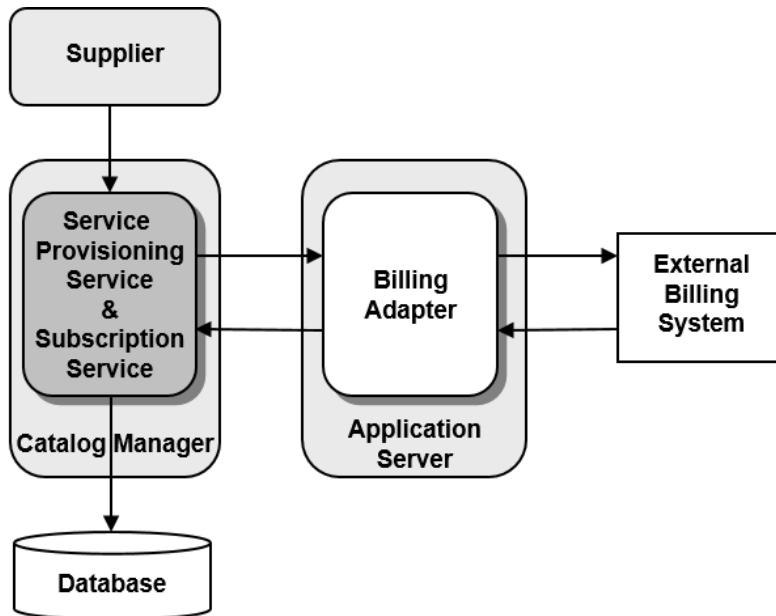 Supplier
Service
Provisioning
Service
&
Subscription
Service
Catalog Manager
Billing
Adapter
Application
Server
External
Billing
System
Database